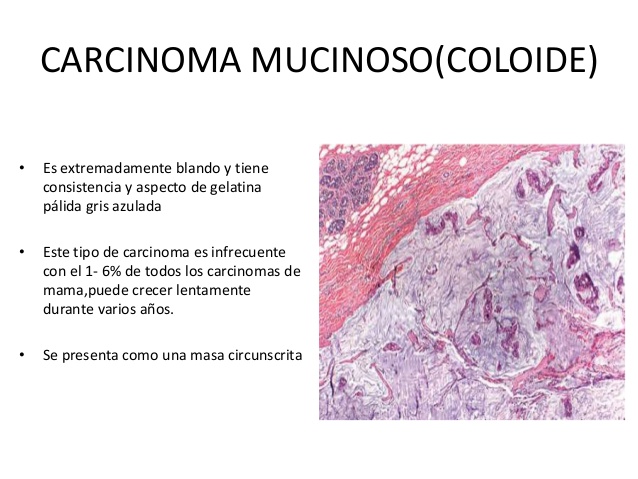 CARCINOMA MUCINOSO(COLOIDE)
• Es extremadamente blando y tiene
consistencia y aspecto de gelatina
pálida gris azulada
• Este tipo de carcinoma es infrecuente
con el 1- 6% de todos los carcinomas de
mama,puede crecer lentamente
durante varios años.
• Se presenta como una masa circunscrita